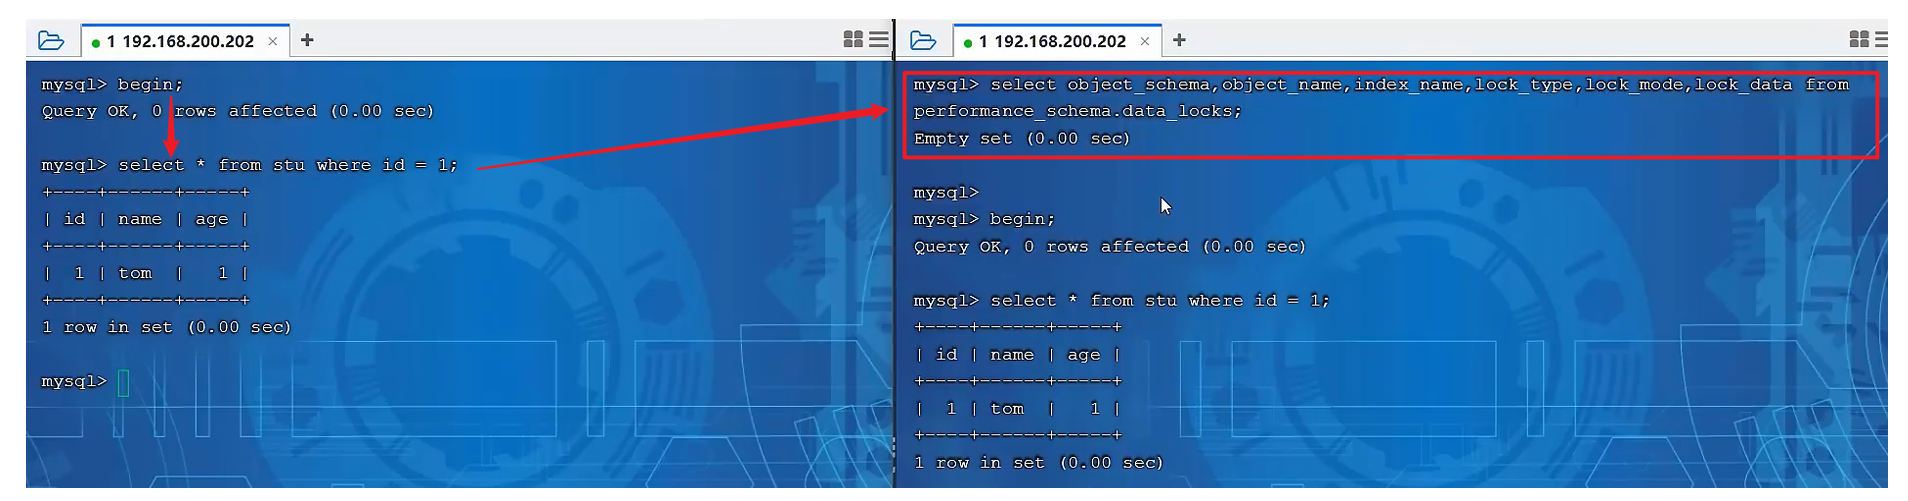 1 192.168.200.202 × +
mysql> begin;
Query OK, 0 rows affected (0.00 sec)
mysql> select * from stu where id = 1;
+----+------+-----+
| id | name | age |
+----+------+-----+
|  1 | tom  |   1 |
+----+------+-----+
1 row in set (0.00 sec)
mysql>
1 192.168.200.202 × +
mysql> select object_schema,object_name,index_name,lock_type,lock_mode,lock_data from
performance_schema.data_locks;
Empty set (0.00 sec)
mysql>
mysql> begin;
Query OK, 0 rows affected (0.00 sec)
mysql> select * from stu where id = 1;
+----+------+-----+
| id | name | age |
+----+------+-----+
|  1 | tom  |   1 |
+----+------+-----+
1 row in set (0.00 sec)